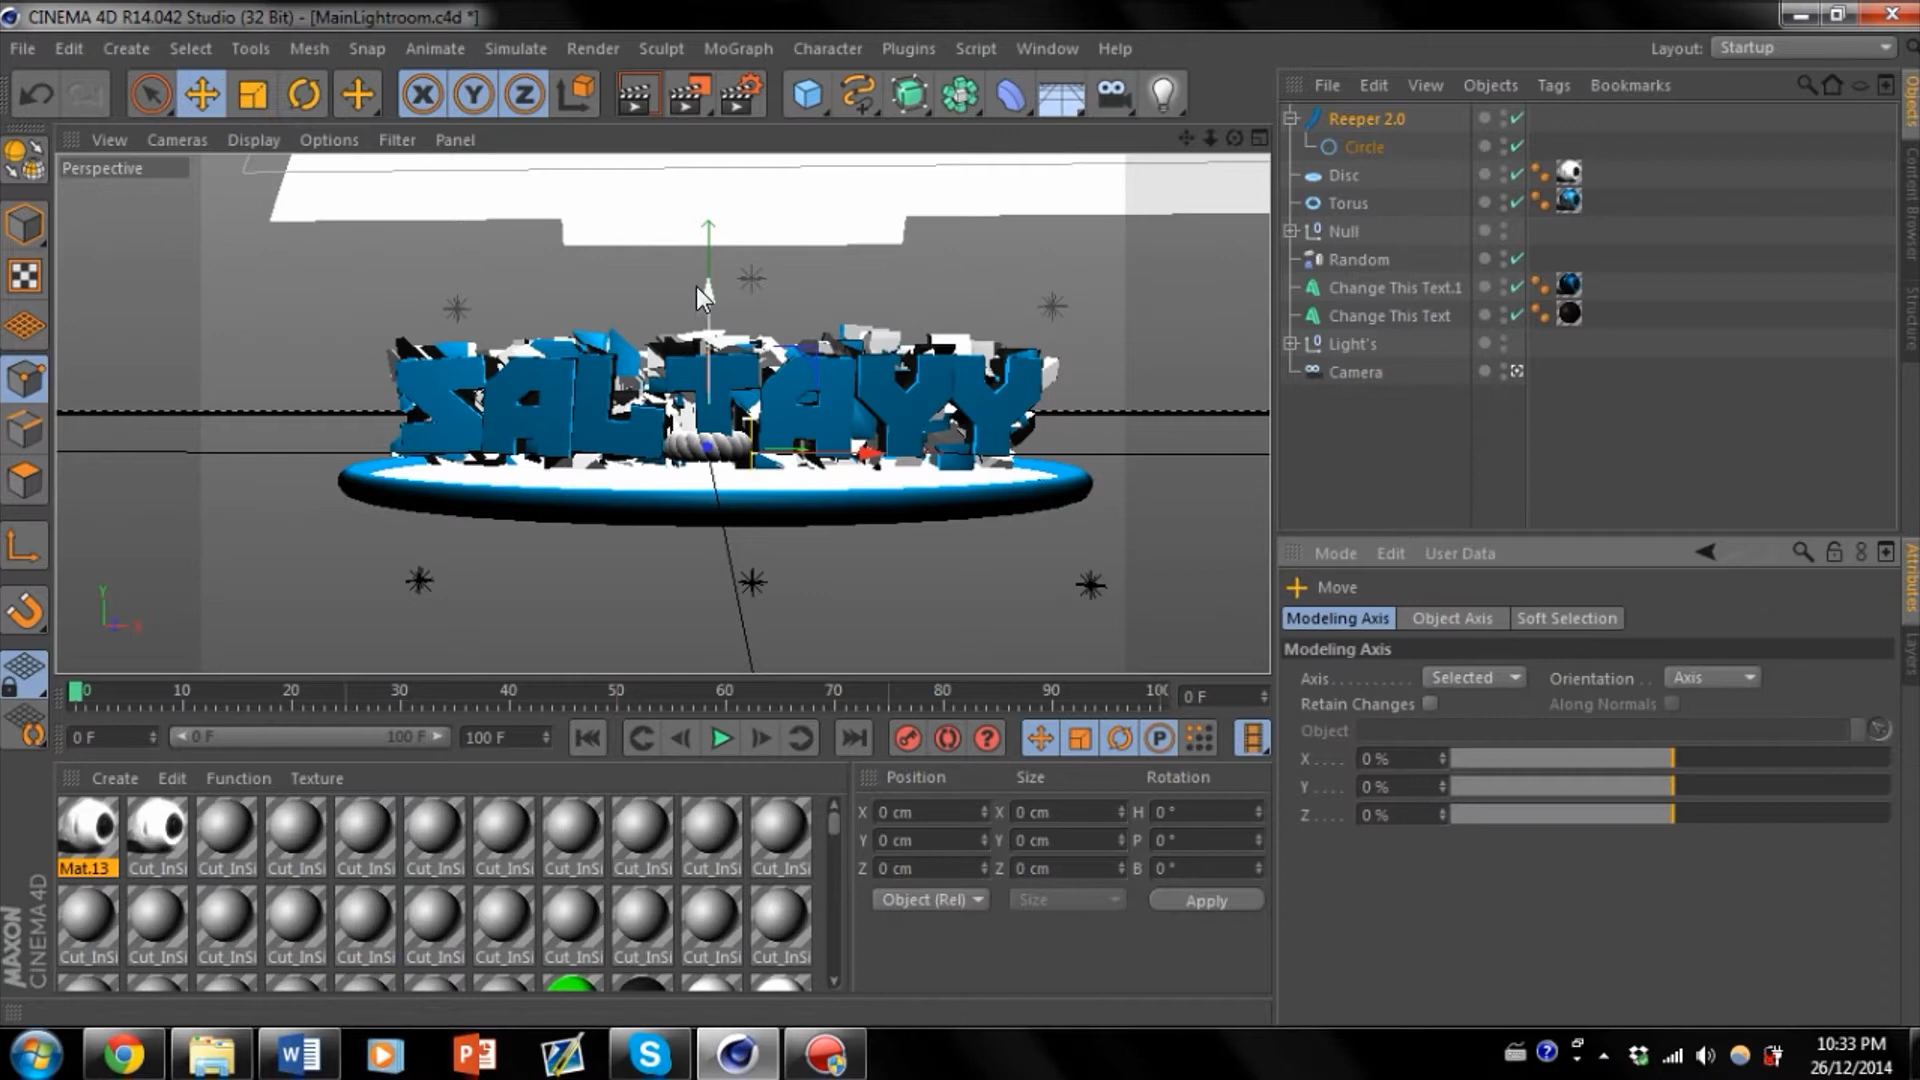 CINEMA 4D R14.042 Studio (32 Bit) - [MainLightroom.c4d *]
File Edit Create Select Tools Mesh Snap Animate Simulate Render Sculpt MoGraph Character Plugins Script Window Help
Layout: Startup
File Edit View Objects Tags Bookmarks
View Cameras Display Options Filter Panel
Perspective
Reeper 2.0
Circle
Disc
Torus
Null
Random
Change This Text.1
Change This Text
Light's
Camera
Objects
Content Browser
Structure
SALTAYY
Y
X
Mode Edit User Data
Move
Modeling Axis Object Axis Soft Selection
Modeling Axis
Axis Selected Orientation Axis
Retain Changes Along Normals
Object
X 0 %
Y 0 %
Z 0 %
Attributes
Layers
0 10 20 30 40 50 60 70 80 90 100 0 F
0 F 0 F 100 F 100 F
P
Create Edit Function Texture
Mat.13 Cut_InSi Cut_InSi Cut_InSi Cut_InSi Cut_InSi Cut_InSi Cut_InSi Cut_InSi Cut_InSi Cut_InSi
Cut_InSi Cut_InSi Cut_InSi Cut_InSi Cut_InSi Cut_InSi Cut_InSi Cut_InSi Cut_InSi Cut_InSi Cut_InSi
Position Size Rotation
X 0 cm X 0 cm H 0 °
Y 0 cm Y 0 cm P 0 °
Z 0 cm Z 0 cm B 0 °
Object (Rel) Size Apply
MAXON CINEMA 4D
10:33 PM
26/12/2014